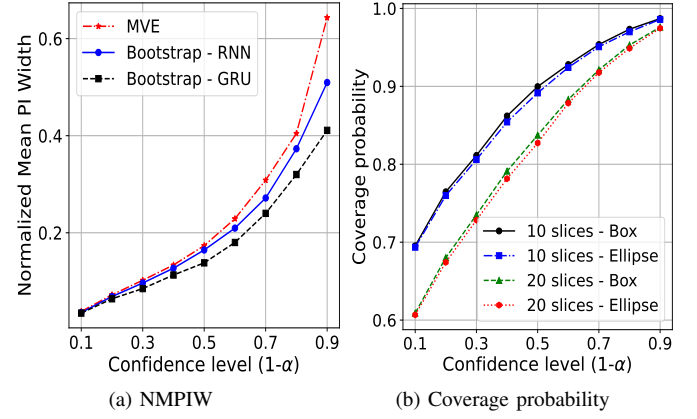 MVE
Bootstrap - RNN
Bootstrap - GRU
Normalized Mean PI Width
0.6
0.4
0.2
0.1 0.3 0.5 0.7 0.9
Confidence level (1-α)
(a) NMPIW
Coverage probability
1.0
0.9
0.8
0.7
0.6
10 slices - Box
10 slices - Ellipse
20 slices - Box
20 slices - Ellipse
0.1 0.3 0.5 0.7 0.9
Confidence level (1-α)
(b) Coverage probability